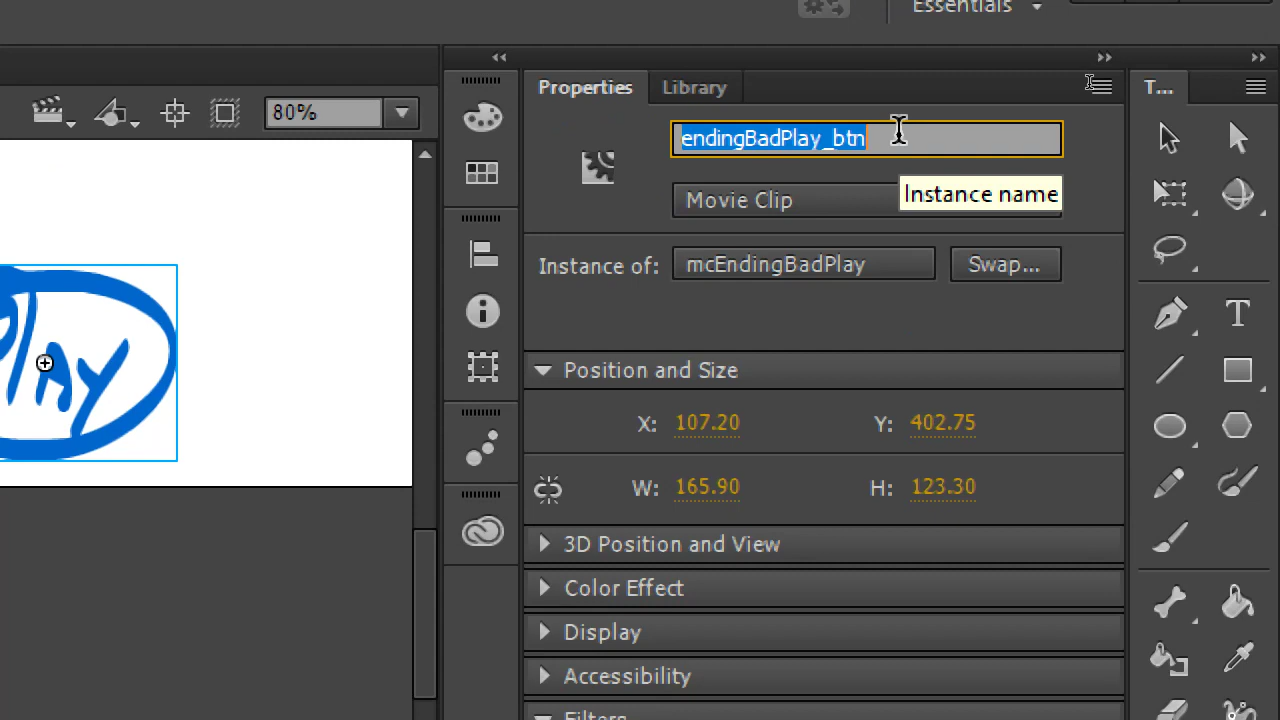 Essentials
Properties
Library
T...
80%
endingBadPlay_btn
Movie Clip
Instance name
Instance of:
mcEndingBadPlay
Swap...
Play
Position and Size
X: 107.20
Y: 402.75
W: 165.90
H: 123.30
3D Position and View
Color Effect
Display
Accessibility
Filters